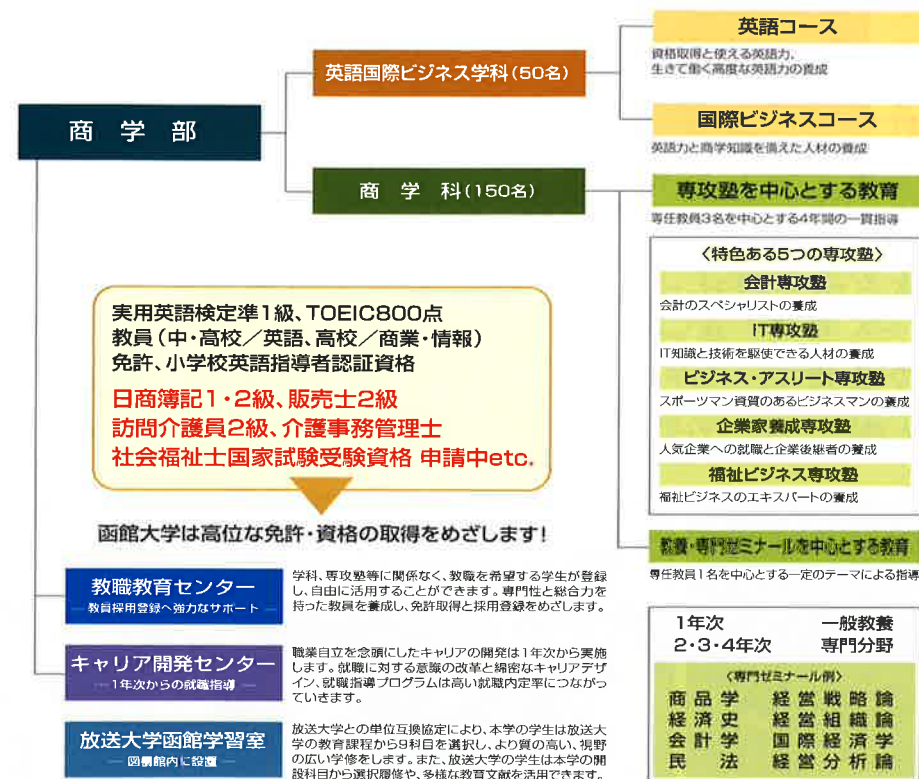 商学部
英語国際ビジネス学科(50名)
商学科(150名)
英語コース
資格取得と使える英語力、
生きて働く高度な英語力の養成
国際ビジネスコース
英語力と商学知識を備えた人材の養成
専攻塾を中心とする教育
専任教員3名を中心とする4年間の一貫指導
〈特色ある5つの専攻塾〉
会計専攻塾
会計のスペシャリストの養成
IT専攻塾
IT知識と技術を駆使できる人材の養成
ビジネス・アスリート専攻塾
スポーツマン資質のあるビジネスマンの養成
企業家養成専攻塾
人気企業への就職と企業後継者の養成
福祉ビジネス専攻塾
福祉ビジネスのエキスパートの養成
教養・専門ゼミナールを中心とする教育
専任教員1名を中心とする一定のテーマによる指導
1年次 一般教養
2・3・4年次 専門分野
〈専門ゼミナール例〉
商品学 経営戦略論
経済史 経営組織論
会計学 国際経済学
民法 経営分析論
実用英語検定準1級、TOEIC800点
教員(中・高校/英語、高校/商業・情報)
免許、小学校英語指導者認証資格
日商簿記1・2級、販売士2級
訪問介護員2級、介護事務管理士
社会福祉士国家試験受験資格 申請中etc.
函館大学は高位な免許・資格の取得をめざします!
教職教育センター
教員採用登録へ強力なサポート
学科、専攻塾等に関係なく、教職を希望する学生が登録
し、自由に活用することができます。専門性と総合力を
持った教員を養成し、免許取得と採用登録をめざします。
キャリア開発センター
1年次からの就職指導
職業自立を念頭にしたキャリアの開発は1年次から実施
します。就職に対する意識の改革と綿密なキャリアデザ
イン、就職指導プログラムは高い就職内定率につながっ
ていきます。
放送大学函館学習室
図書館内に設置
放送大学との単位互換協定により、本学の学生は放送大
学の教育課程から9科目を選択し、より質の高い、視野
の広い学修をします。また、放送大学の学生は本学の開
設科目から選択履修や、多様な教育文献を活用できます。